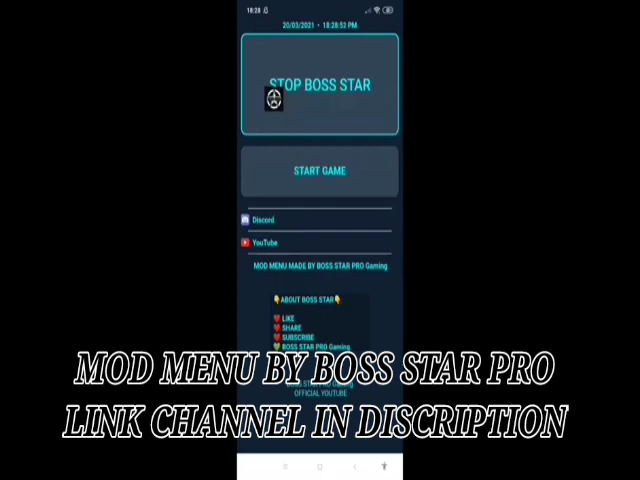 18:28
20/03/2021 • 18:28:52 PM
STOP BOSS STAR
START GAME
Discord
YouTube
MOD MENU MADE BY BOSS STAR PRO Gaming
👇ABOUT BOSS STAR👇
❤️ LIKE
❤️ SHARE
❤️ SUBSCRIBE
💚 BOSS STAR PRO Gaming
MOD MENU BY BOSS STAR PRO
OFFICIAL YOUTUBE
LINK CHANNEL IN DISCRIPTION